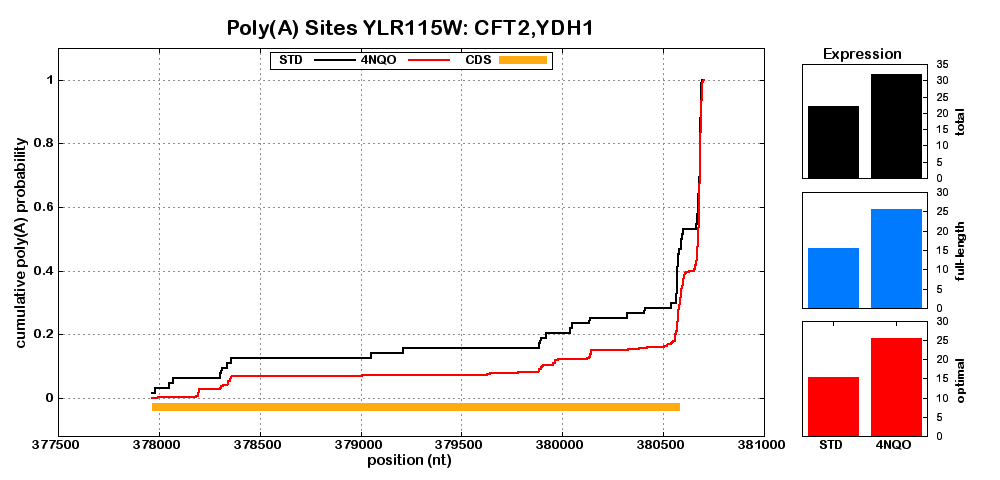 Poly(A) Sites YLR115W: CFT2,YDH1
STD 4NQO CDS
cumulative poly(A) probability
1
0.8
0.6
0.4
0.2
0
377500 378000 378500 379000 379500 380000 380500 381000
position (nt)
Expression
35
30
25
20
15
10
5
0
total
30
25
20
15
10
5
0
full-length
30
25
20
15
10
5
0
optimal
STD 4NQO